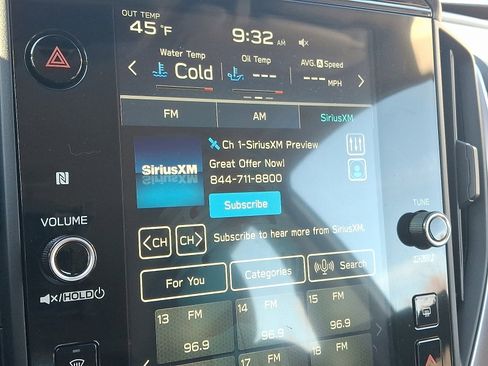 OUT TEMP
45°F
9:32 AM
Water Temp
Cold
Oil Temp
---
AVG. A Speed
--- MPH
FM
AM
SiriusXM
SiriusXM
Ch 1-SiriusXM Preview
Great Offer Now!
844-711-8800
Subscribe
<CH
CH>
Subscribe to hear more from SiriusXM.
For You
Categories
Search
VOLUME
HOLD
TUNE
13 FM
96.9
14 FM
96.9
15 FM
96.9
16 FM
17 FM
18 FM